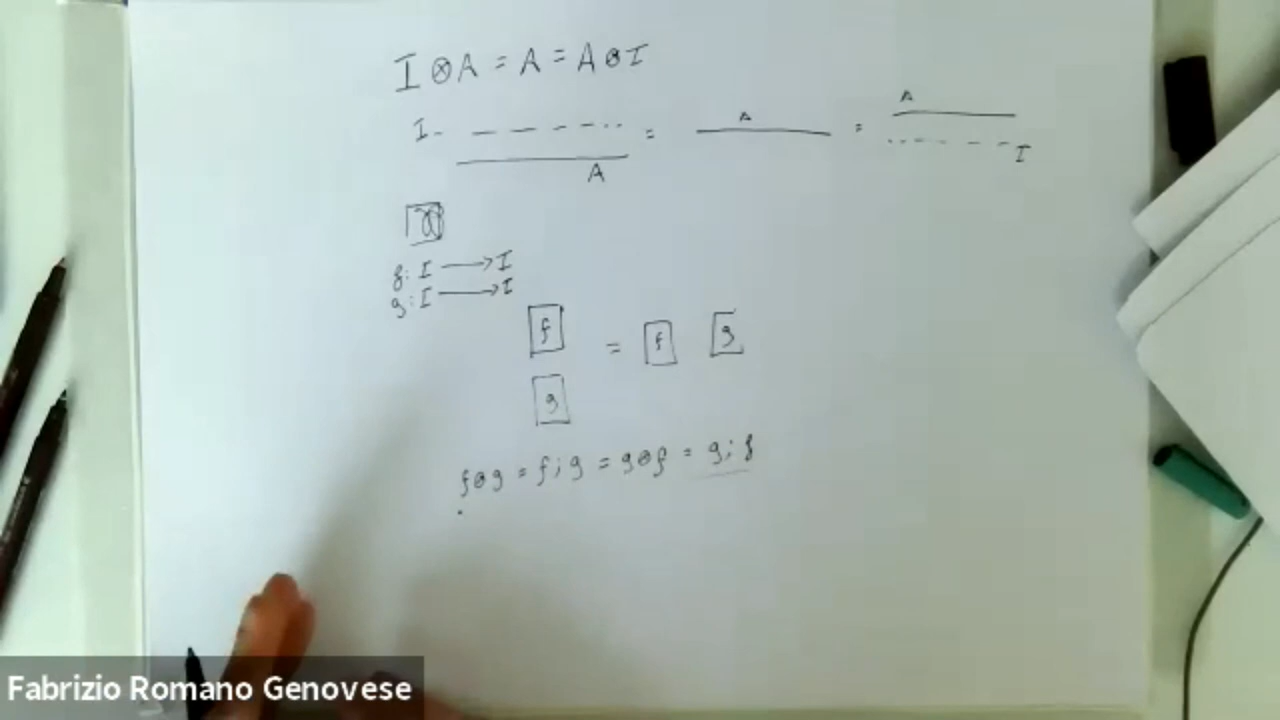 I ⊗ A = A = A ⊗ I
I A = A = A I
f: I → I
g: I → I
f = f g
g
f ⊗ g = f ; g = g ⊗ f = g ; f
Fabrizio Romano Genovese